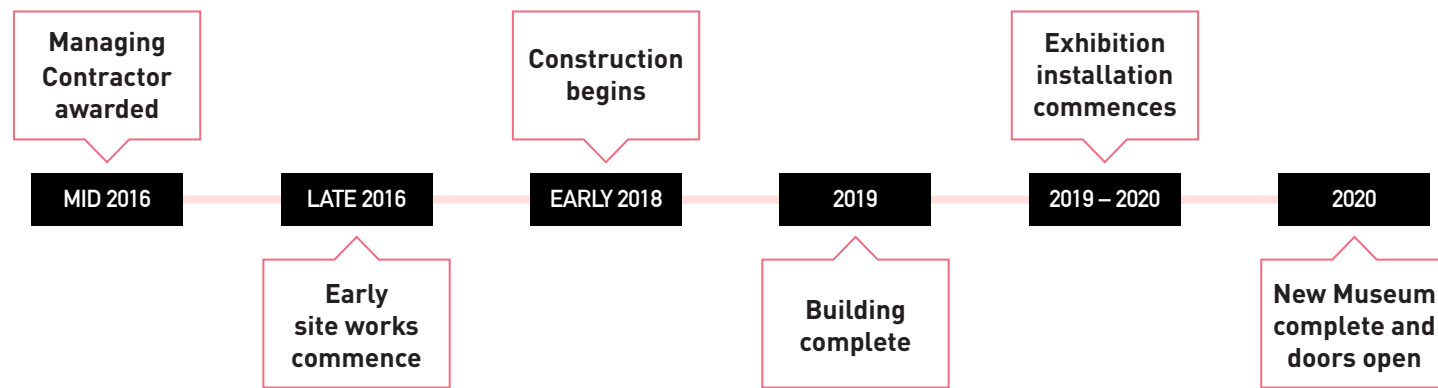 Managing
Contractor
awarded
Construction
begins
Exhibition
installation
commences
MID 2016
LATE 2016
EARLY 2018
2019
2019 – 2020
2020
Early
site works
commence
Building
complete
New Museum
complete and
doors open